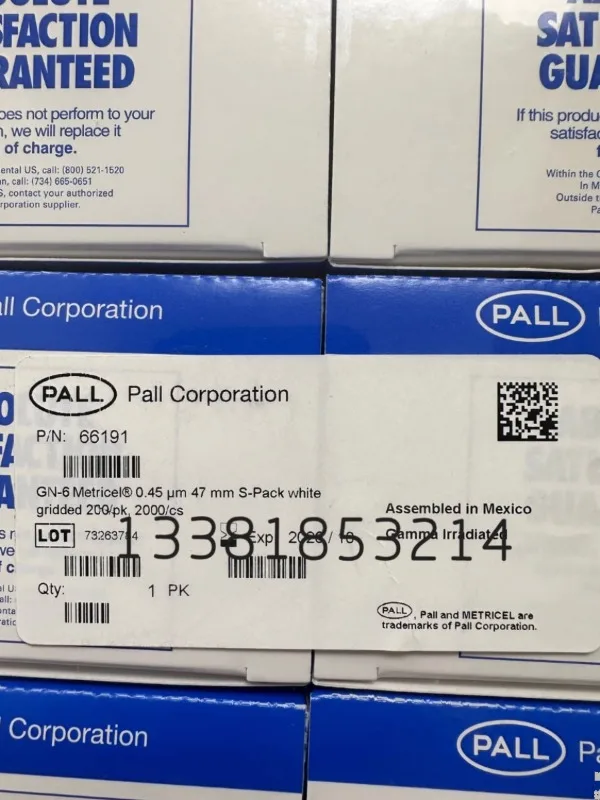 SFACTION
RANTEED
oes not perform to your
n, we will replace it
of charge.
ental US, call: (800) 521-1520
an, call: (734) 665-0651
S, contact your authorized
rporation supplier.
SAT
GUA
If this produ
satisfac
Within the C
In M
Outside t
Pa
all Corporation
PALL
PALL Pall Corporation
P/N: 66191
GN-6 Metricel® 0.45 µm 47 mm S-Pack white
gridded 200/pk, 2000/cs
Assembled in Mexico
LOT
Exp
Gamma Irradiated
13381853214
Qty: 1 PK
PALL, Pall and METRICEL are
trademarks of Pall Corporation.
Corporation
PALL